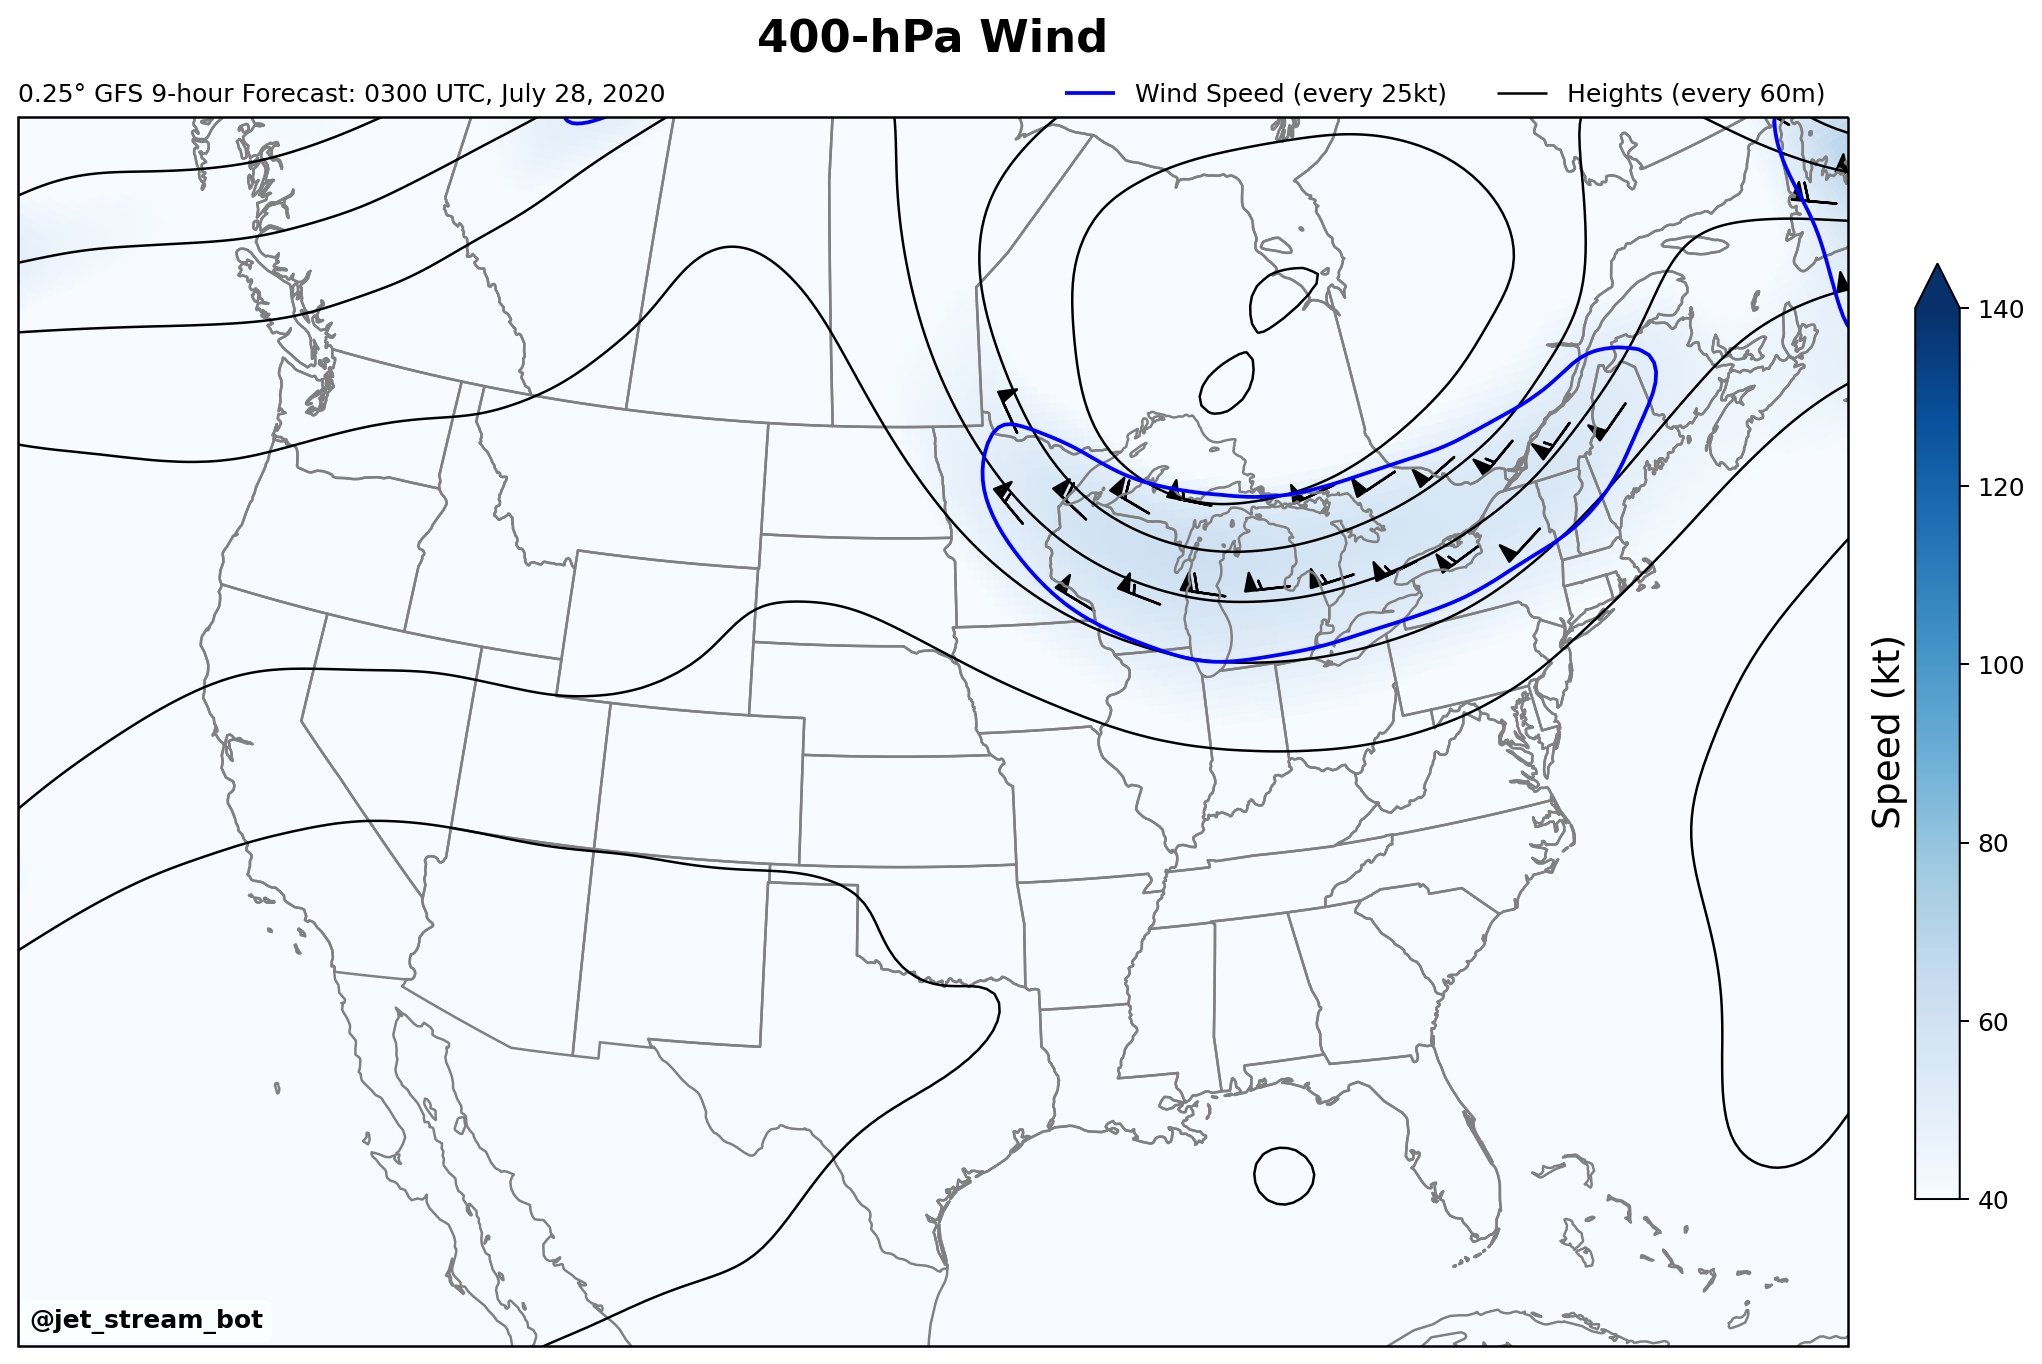 400-hPa Wind
0.25° GFS 9-hour Forecast: 0300 UTC, July 28, 2020
Wind Speed (every 25kt)
Heights (every 60m)
140
120
100
80
60
40
Speed (kt)
@jet_stream_bot